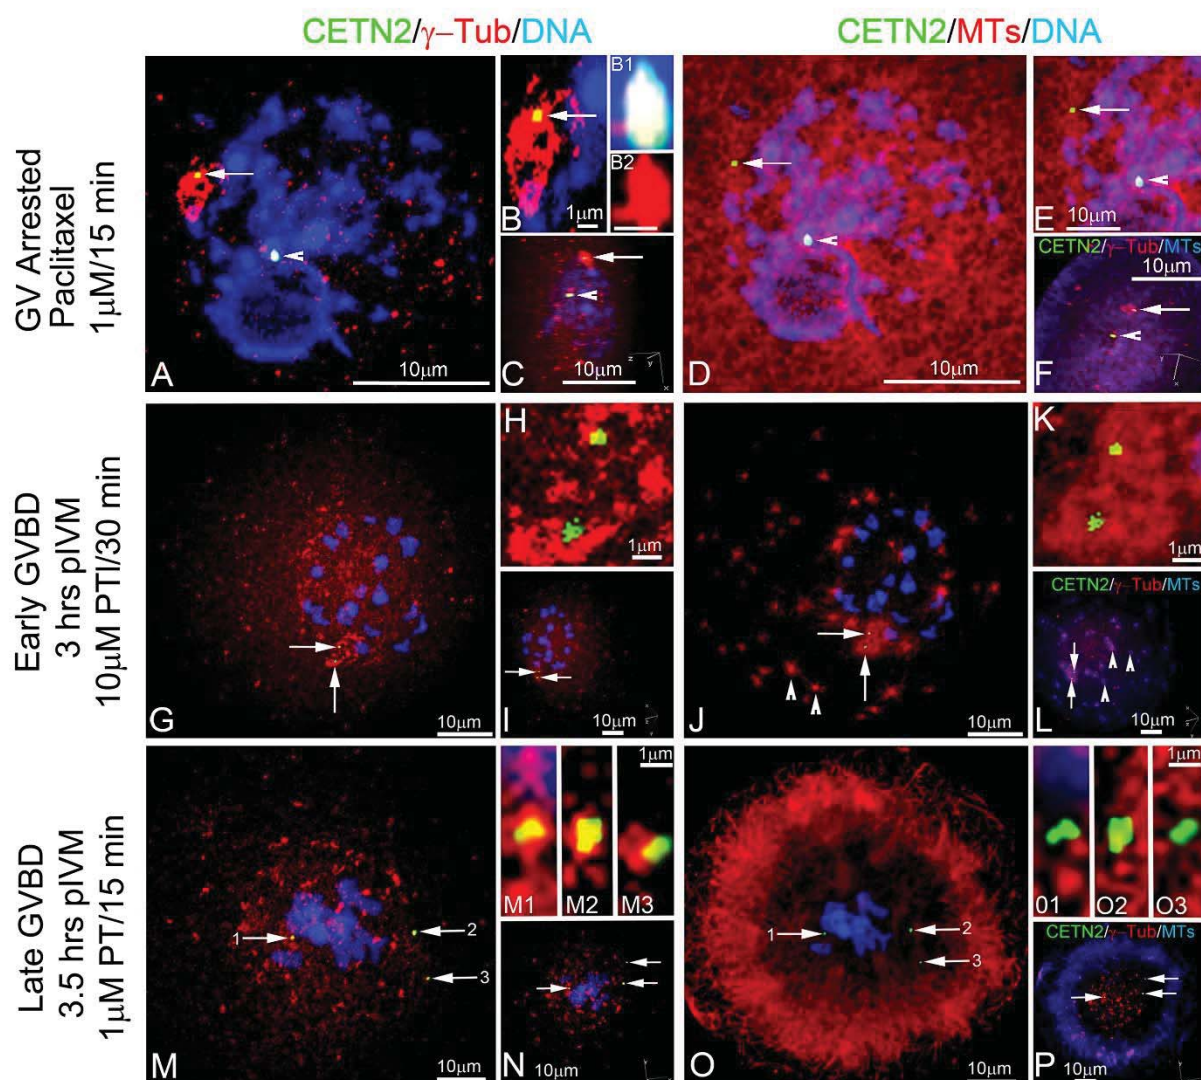 CETN2/γ–Tub/DNA
CETN2/MTs/DNA
GV Arrested
Paclitaxel
1μM/15 min
A
10μm
B
1μm
B1
B2
C
10μm
z
y
x
D
10μm
E
10μm
CETN2/γ–Tub/MTs
10μm
F
y
x
Early GVBD
3 hrs pIVM
10μM PTI/30 min
G
10μm
H
1μm
I
10μm
J
10μm
K
1μm
CETN2/γ–Tub/MTs
L
10μm
Late GVBD
3.5 hrs pIVM
1μM PT/15 min
1
2
3
M
10μm
1μm
M1
M2
M3
N
10μm
1
2
3
O
10μm
1μm
01
O2
O3
CETN2/γ–Tub/MTs
P
10μm